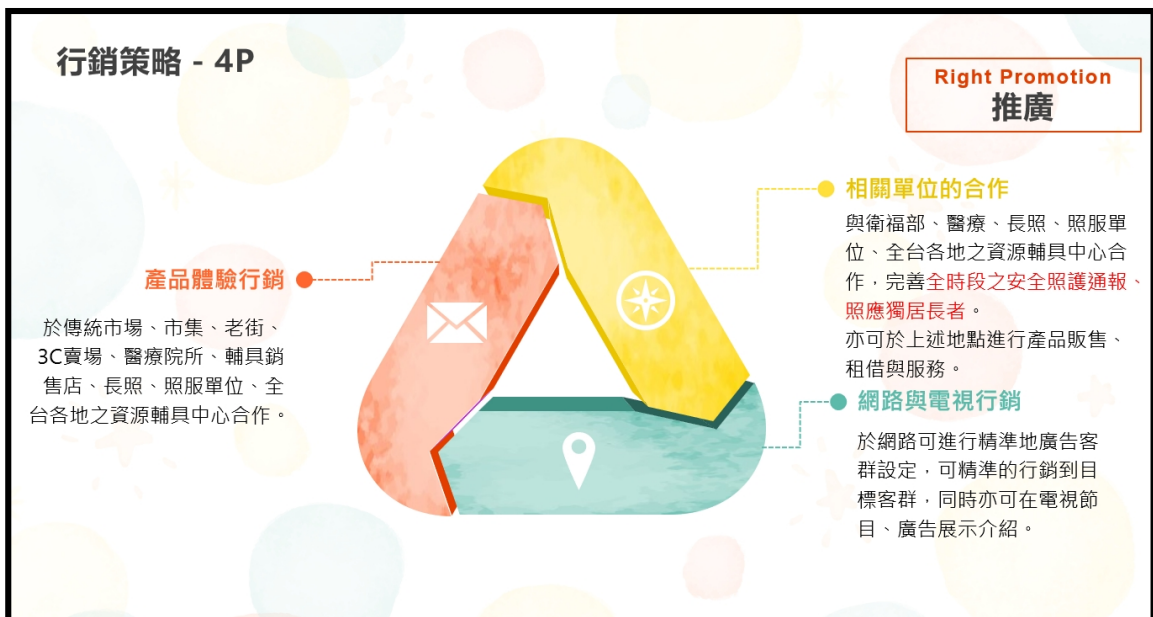 行銷策略 - 4P
Right Promotion
推廣
產品體驗行銷
於傳統市場、市集、老街、
3C賣場、醫療院所、輔具銷
售店、長照、照服單位、全
台各地之資源輔具中心合作。
相關單位的合作
與衛福部、醫療、長照、照服單
位、全台各地之資源輔具中心合
作，完善全時段之安全照護通報、
照應獨居長者。
亦可於上述地點進行產品販售、
租借與服務。
網路與電視行銷
於網路可進行精準地廣告客
群設定，可精準的行銷到目
標客群，同時亦可在電視節
目、廣告展示介紹。